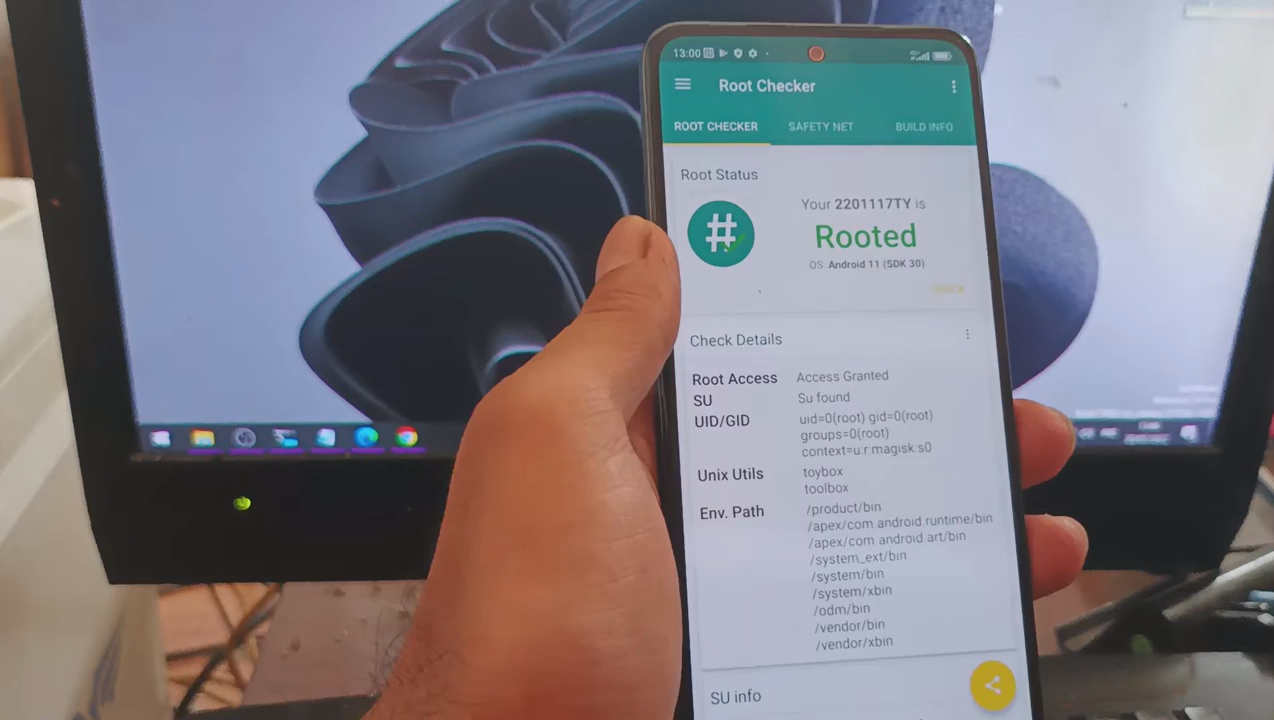 13:00
Root Checker
ROOT CHECKER SAFETY NET BUILD INFO
Root Status
Your 2201117TY is
Rooted
OS: Android 11 (SDK 30)
CHECK
Check Details
Root Access Access Granted
SU Su found
UID/GID uid=0(root) gid=0(root)
groups=0(root)
context=u:r:magisk:s0
Unix Utils toybox
toolbox
Env. Path /product/bin
/apex/com.android.runtime/bin
/apex/com.android.art/bin
/system_ext/bin
/system/bin
/system/xbin
/odm/bin
/vendor/bin
/vendor/xbin
SU info